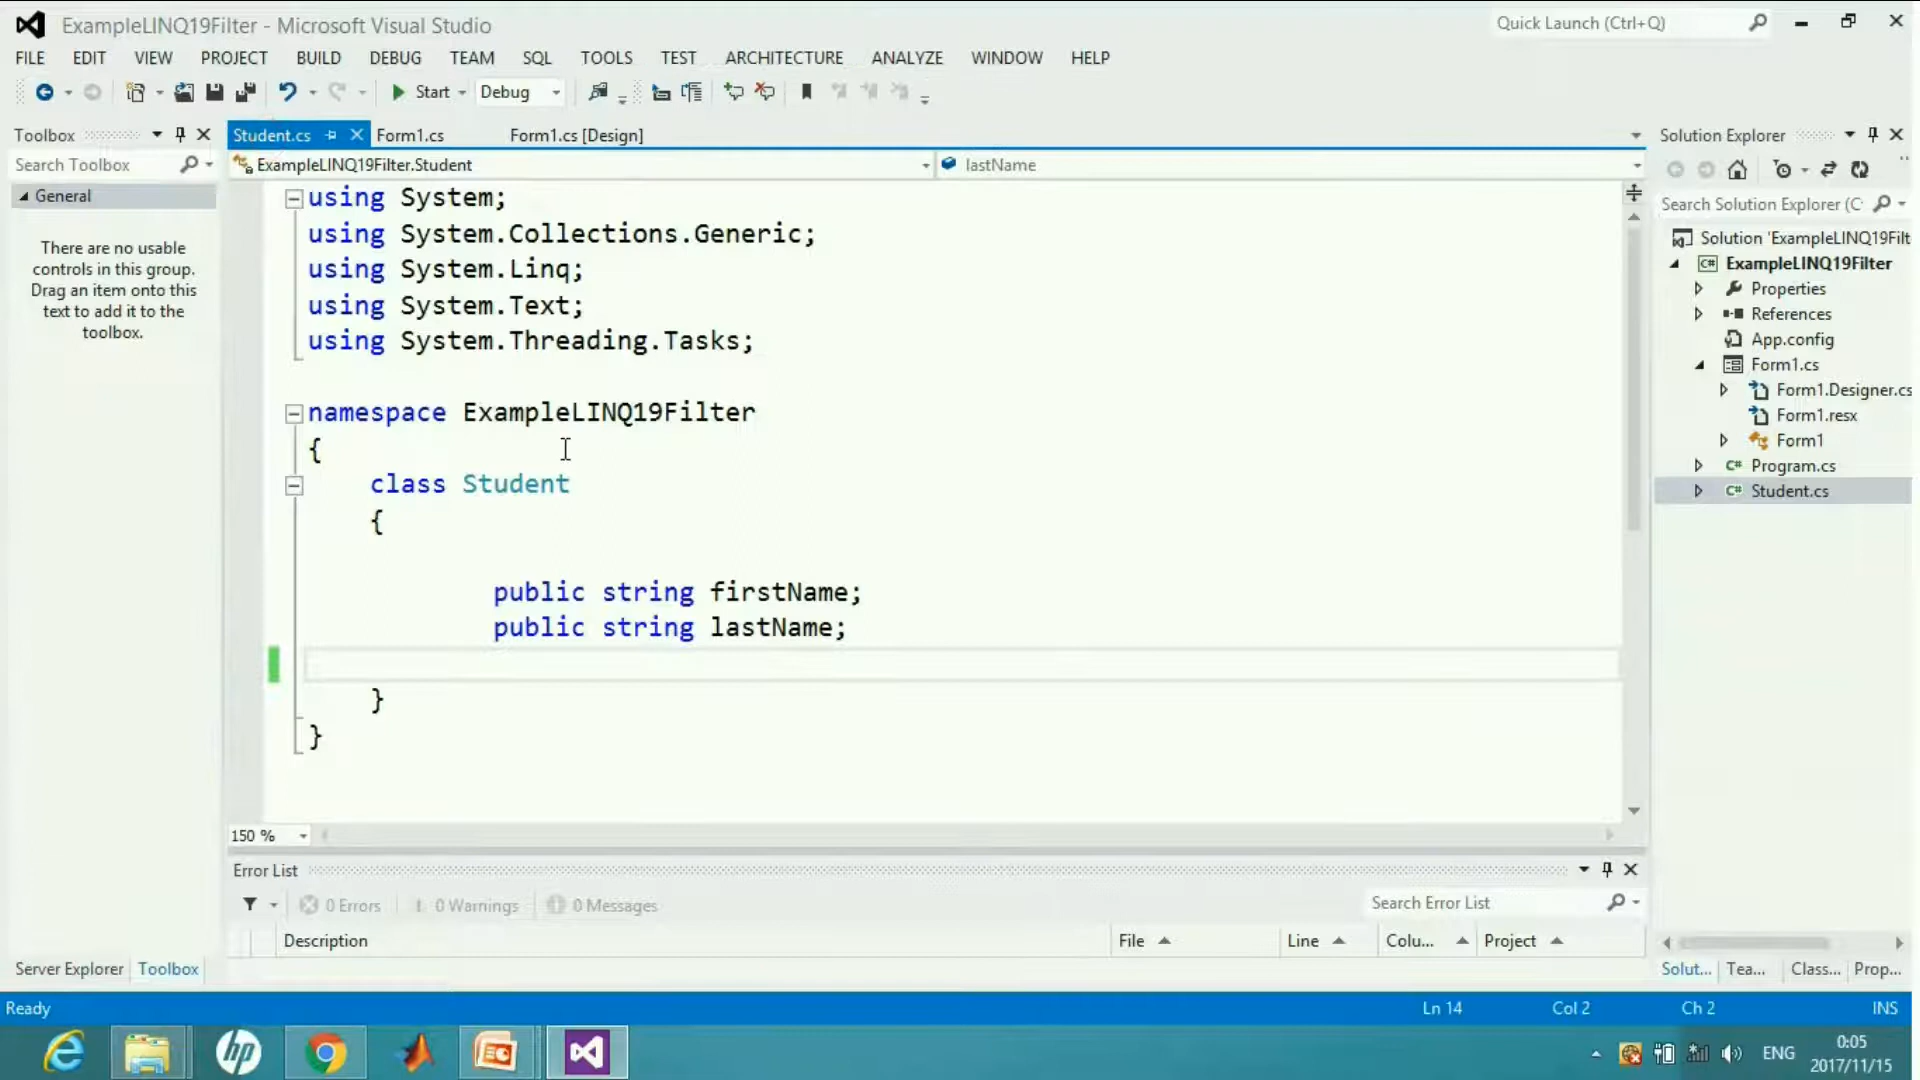 ExampleLINQ19Filter - Microsoft Visual Studio
Quick Launch (Ctrl+Q)
FILE EDIT VIEW PROJECT BUILD DEBUG TEAM SQL TOOLS TEST ARCHITECTURE ANALYZE WINDOW HELP
Start Debug
Toolbox
Search Toolbox
General
There are no usable
controls in this group.
Drag an item onto this
text to add it to the
toolbox.
Server Explorer Toolbox
Student.cs Form1.cs Form1.cs [Design]
ExampleLINQ19Filter.Student lastName
using System;
using System.Collections.Generic;
using System.Linq;
using System.Text;
using System.Threading.Tasks;
namespace ExampleLINQ19Filter
{
class Student
{
public string firstName;
public string lastName;
}
}
150 %
Error List
0 Errors 0 Warnings 0 Messages
Search Error List
Description File Line Colu... Project
Solution Explorer
Search Solution Explorer (C
Solution 'ExampleLINQ19Filt
C# ExampleLINQ19Filter
Properties
References
App.config
Form1.cs
Form1.Designer.cs
Form1.resx
Form1
C# Program.cs
C# Student.cs
Solut... Tea... Class... Prop...
Ready Ln 14 Col 2 Ch 2 INS
hp
ENG
0:05
2017/11/15